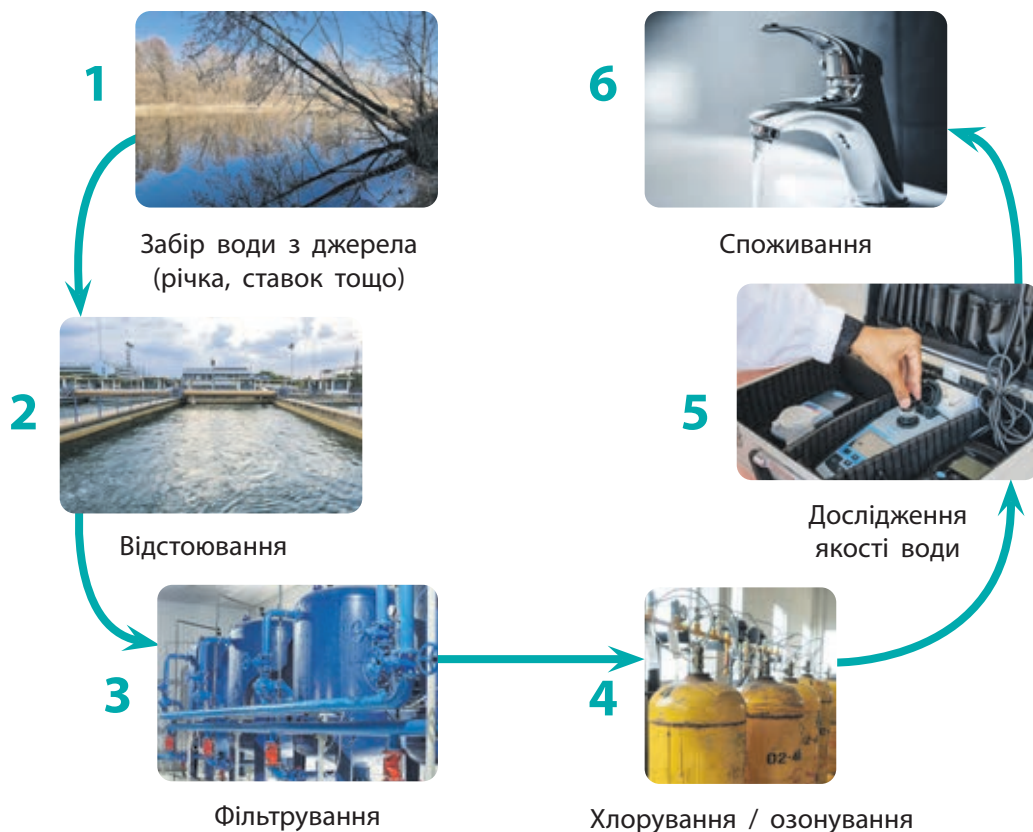 1
Забір води з джерела
(річка, ставок тощо)
2
Відстоювання
3
Фільтрування
4
Хлорування / озонування
5
Дослідження
якості води
6
Споживання